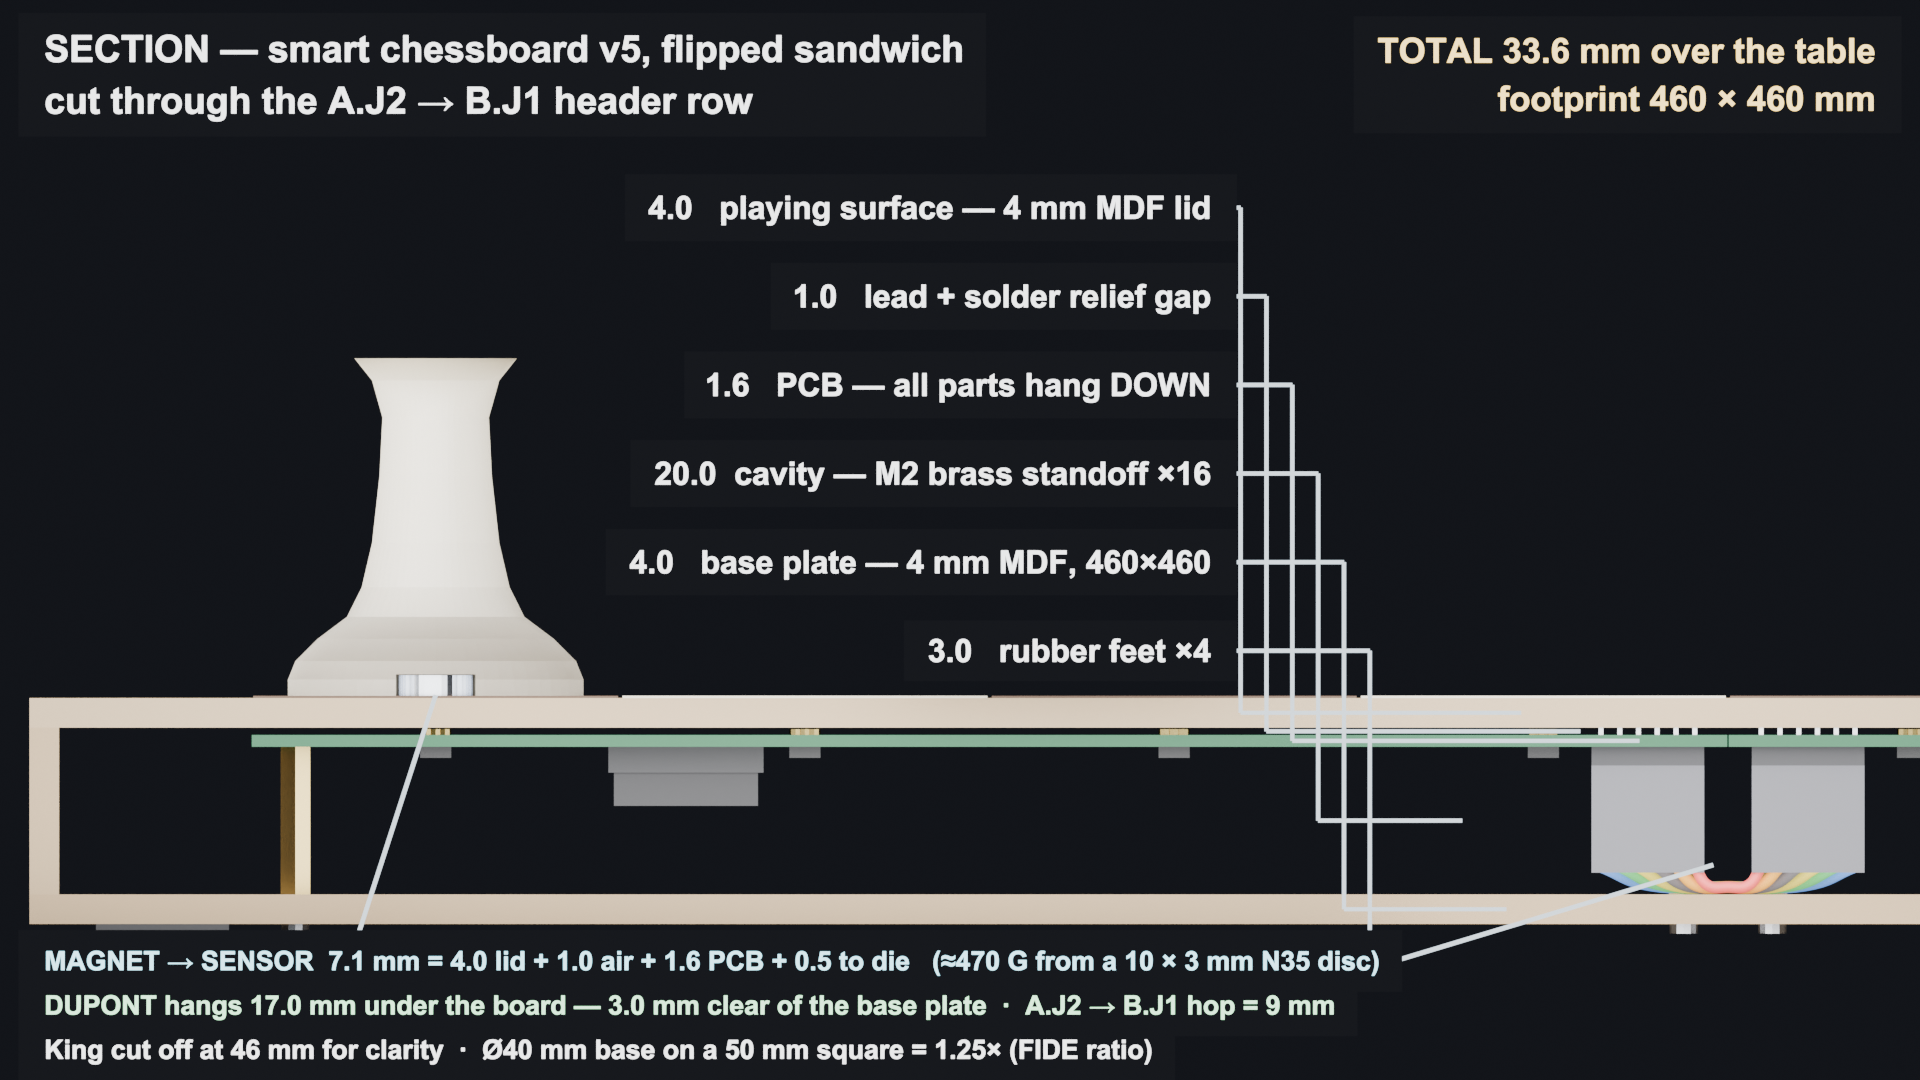 SECTION — smart chessboard v5, flipped sandwich
cut through the A.J2 → B.J1 header row
TOTAL 33.6 mm over the table
footprint 460 × 460 mm
4.0 playing surface — 4 mm MDF lid
1.0 lead + solder relief gap
1.6 PCB — all parts hang DOWN
20.0 cavity — M2 brass standoff ×16
4.0 base plate — 4 mm MDF, 460×460
3.0 rubber feet ×4
MAGNET → SENSOR 7.1 mm = 4.0 lid + 1.0 air + 1.6 PCB + 0.5 to die (≈470 G from a 10 × 3 mm N35 disc)
DUPONT hangs 17.0 mm under the board — 3.0 mm clear of the base plate · A.J2 → B.J1 hop = 9 mm
King cut off at 46 mm for clarity · Ø40 mm base on a 50 mm square = 1.25× (FIDE ratio)